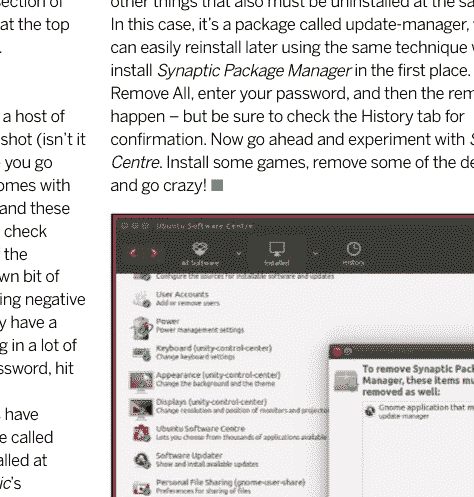 ection of
at the top
.
a host of
shot (isn't it
you go
omes with
and these
check
the
wn bit of
ing negative
y have a
g in a lot of
ssword, hit
have
e called
alled at
ic's
other things that also must be uninstalled at the sa
In this case, it's a package called update-manager,
can easily reinstall later using the same technique
install Synaptic Package Manager in the first place.
Remove All, enter your password, and then the rem
happen – but be sure to check the History tab for
confirmation. Now go ahead and experiment with S
Centre. Install some games, remove some of the de
and go crazy!
Ubuntu Software Centre
All Software
Installed
History
Configure the sources for installable software and updates
User Accounts
Add or remove users
Power
Power management settings
Keyboard (unity-control-center)
Change keyboard settings
Appearance (unity-control-center)
Change the background and the theme
Displays (unity-control-center)
Change resolution and position of monitors and projector
Ubuntu Software Centre
Lets you choose from thousands of applications available
Software Updater
Show and install available updates
Personal File Sharing (gnome-user-share)
Preferences for sharing of files
To remove Synaptic Pack
Manager, these items mu
removed as well:
Gnome application that m
update-manager